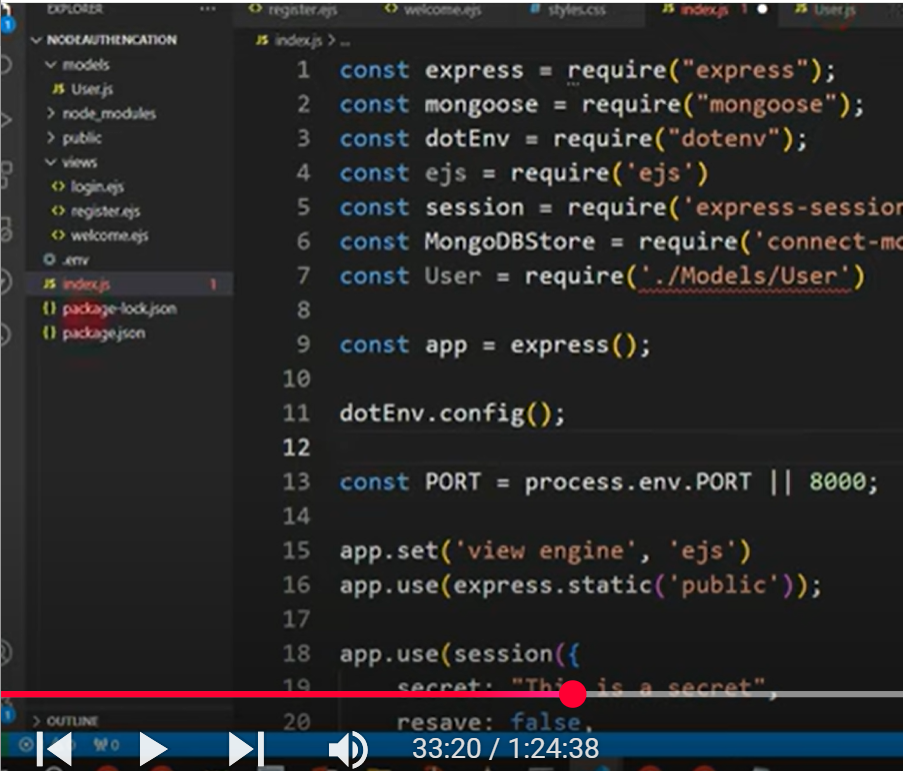 EXPLORER ...
register.ejs welcome.ejs styles.css JS index.js 1 JS User.js
NODEAUTHENCATION
JS index.js > ...
models
JS User.js
node_modules
public
views
login.ejs
register.ejs
welcome.ejs
.env
JS index.js 1
{} package-lock.json
{} package.json
1 const express = require("express");
2 const mongoose = require("mongoose");
3 const dotEnv = require("dotenv");
4 const ejs = require('ejs')
5 const session = require('express-session
6 const MongoDBStore = require('connect-mo
7 const User = require('./Models/User')
8
9 const app = express();
10
11 dotEnv.config();
12
13 const PORT = process.env.PORT || 8000;
14
15 app.set('view engine', 'ejs')
16 app.use(express.static('public'));
17
18 app.use(session({
19 secret: "This is a secret",
20 resave: false,
OUTLINE
33:20 / 1:24:38